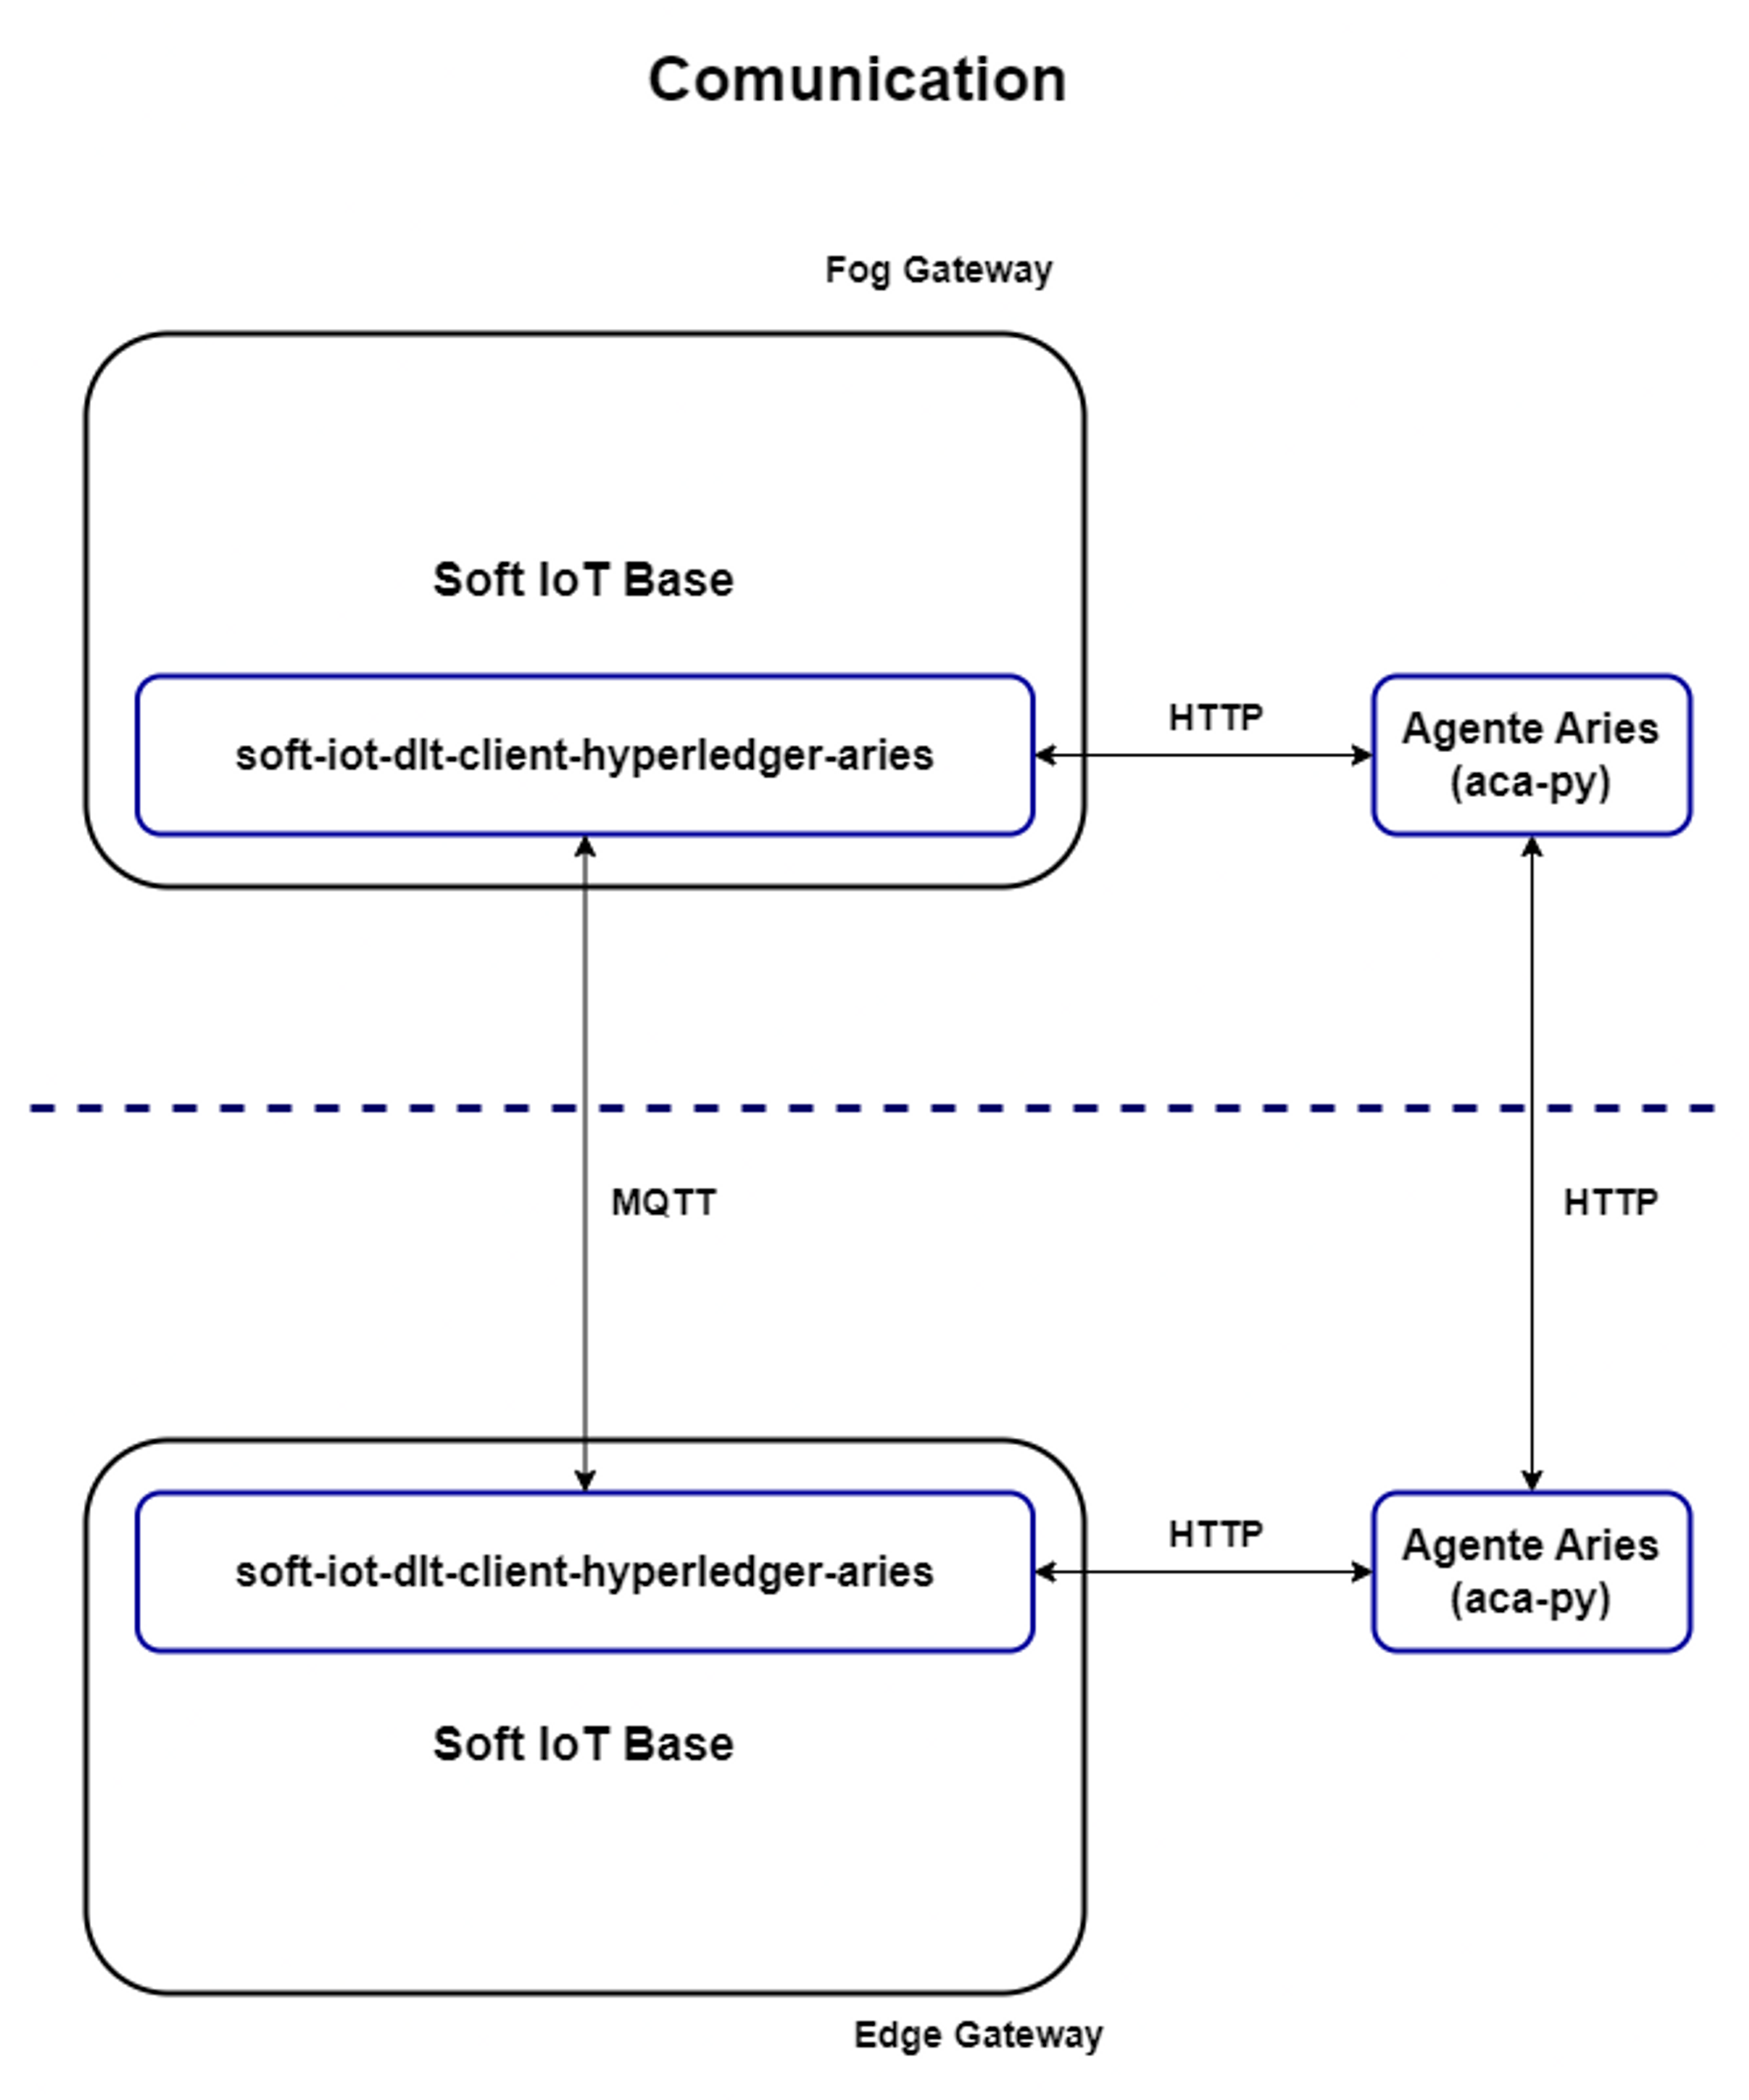 Comunication
Fog Gateway
Soft IoT Base
soft-iot-dlt-client-hyperledger-aries
HTTP
Agente Aries
(aca-py)
MQTT
HTTP
soft-iot-dlt-client-hyperledger-aries
HTTP
Agente Aries
(aca-py)
Soft IoT Base
Edge Gateway